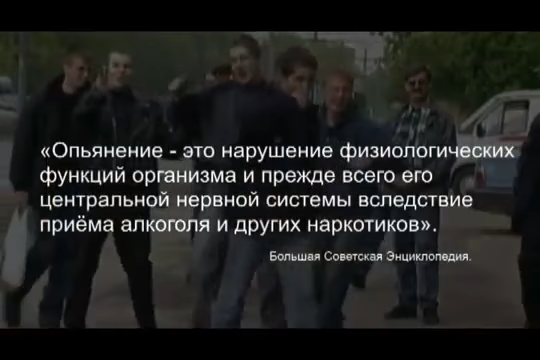 «Опьянение - это нарушение физиологических
функций организма и прежде всего его
центральной нервной системы вследствие
приёма алкоголя и других наркотиков».
Большая Советская Энциклопедия.